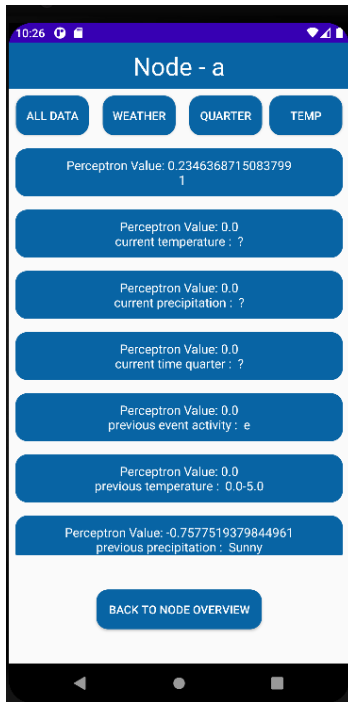 10:26
Node - a
ALL DATA WEATHER QUARTER TEMP
Perceptron Value: 0.2346368715083799
1
Perceptron Value: 0.0
current temperature : ?
Perceptron Value: 0.0
current precipitation : ?
Perceptron Value: 0.0
current time quarter : ?
Perceptron Value: 0.0
previous event activity : e
Perceptron Value: 0.0
previous temperature : 0.0-5.0
Perceptron Value: -0.7577519379844961
previous precipitation : Sunny
BACK TO NODE OVERVIEW